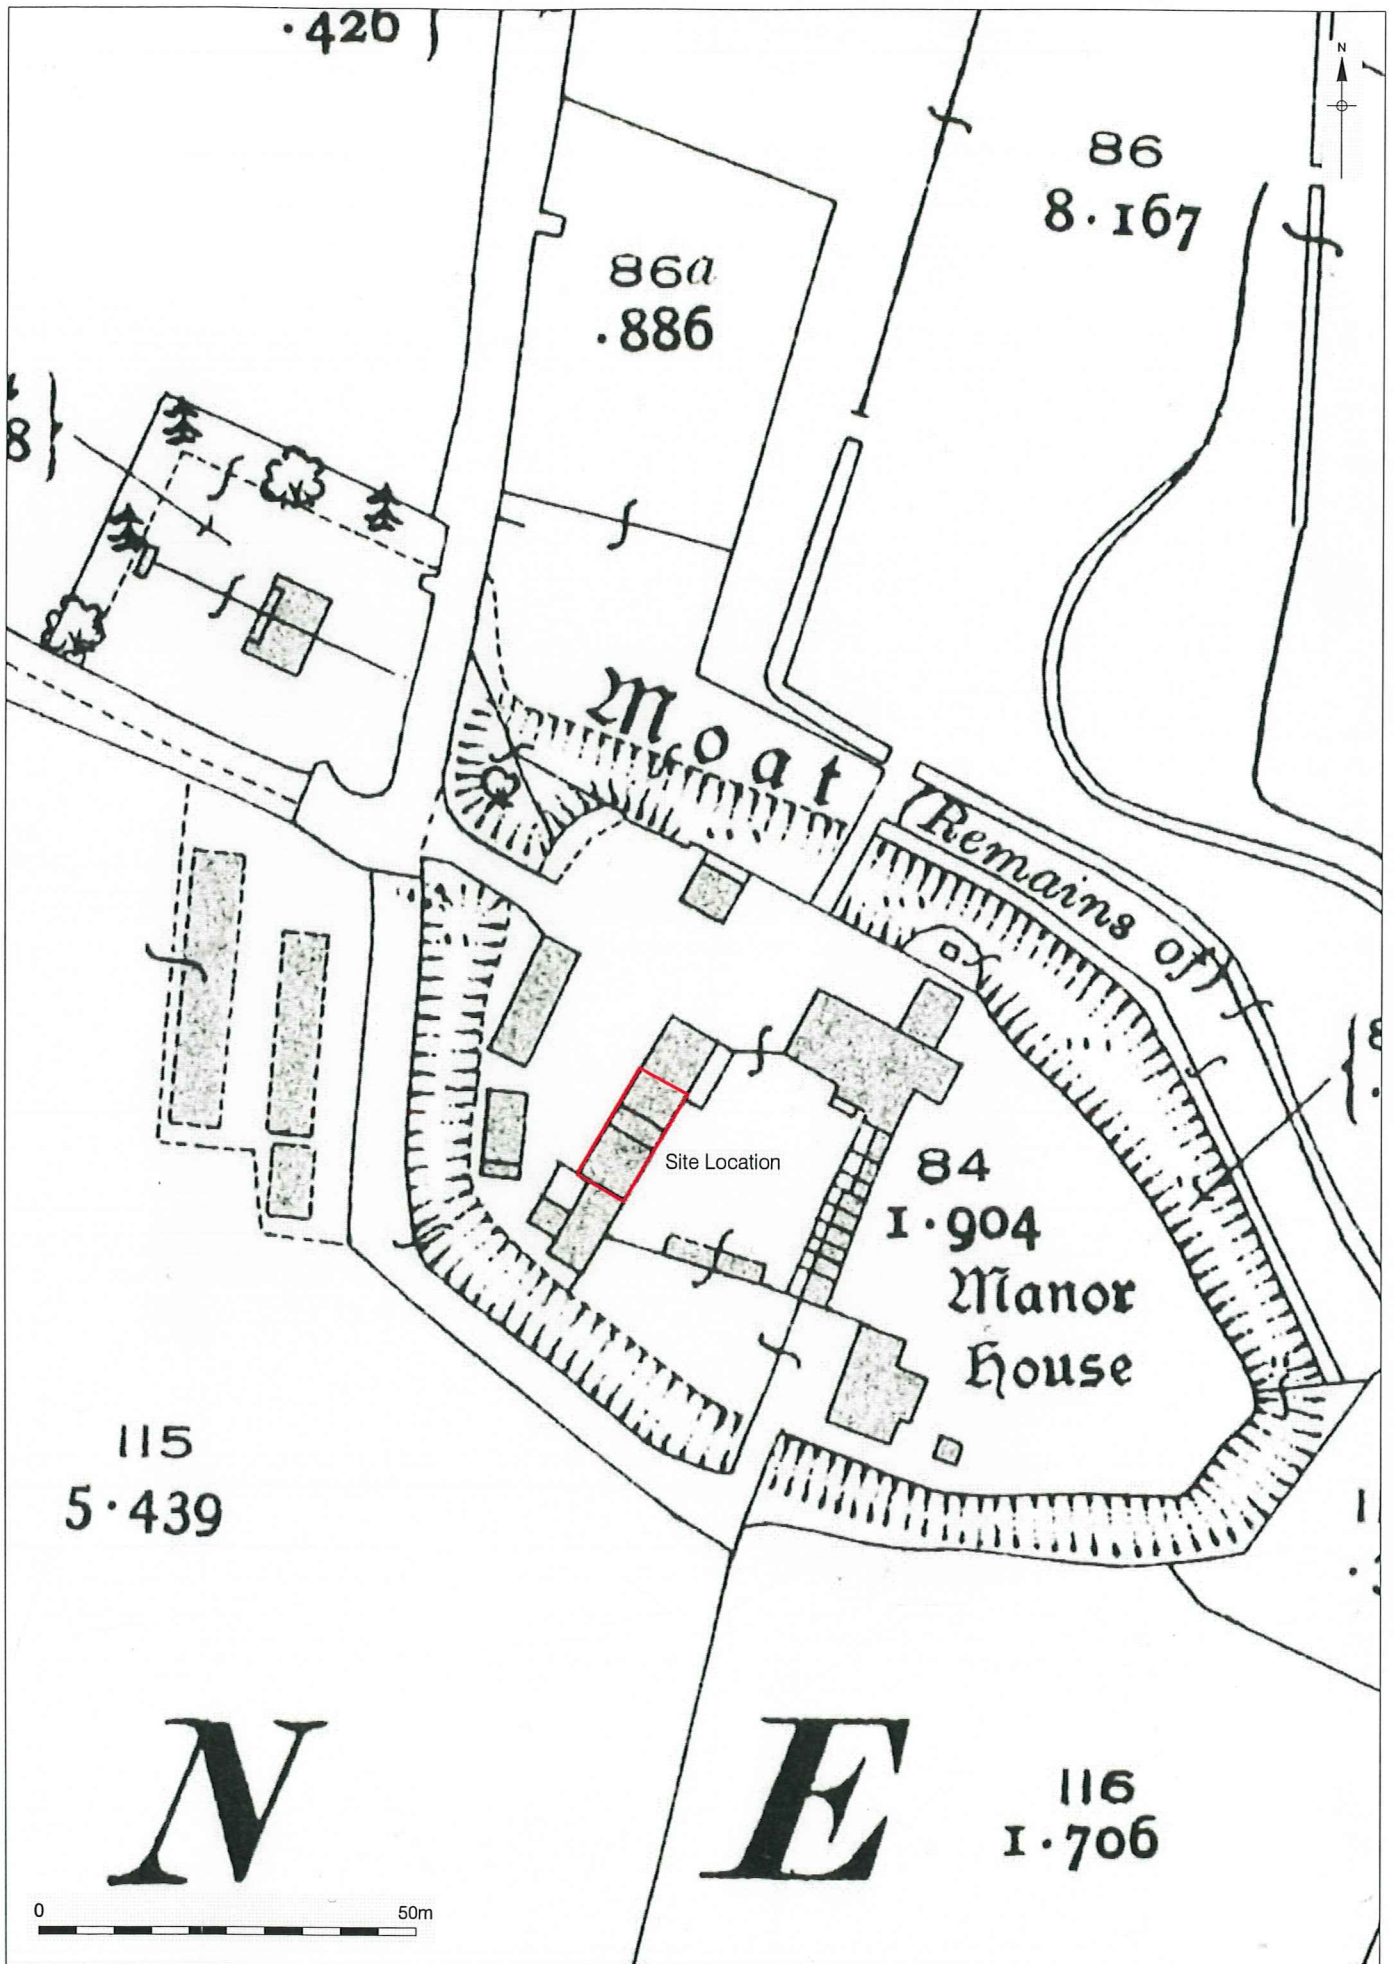 .420
N
86
8.167
86a
.886
8
Moat
(Remains of)
Site Location
84
1.904
Manor
House
115
5.439
N
E
116
1.706
0
50m